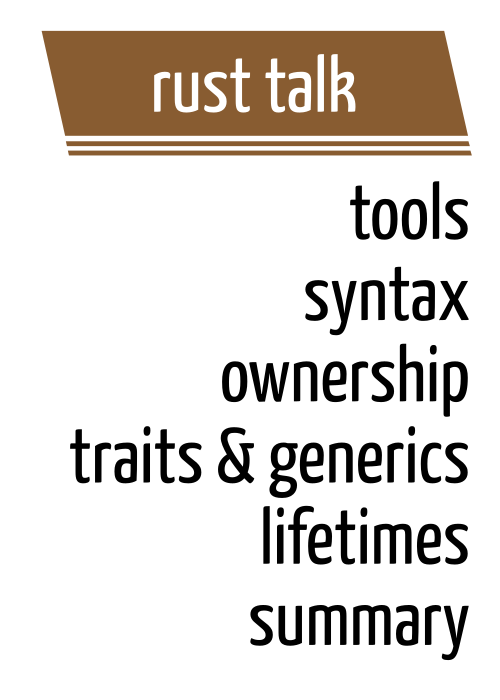 rust talk
tools
syntax
ownership
traits & generics
lifetimes
summary